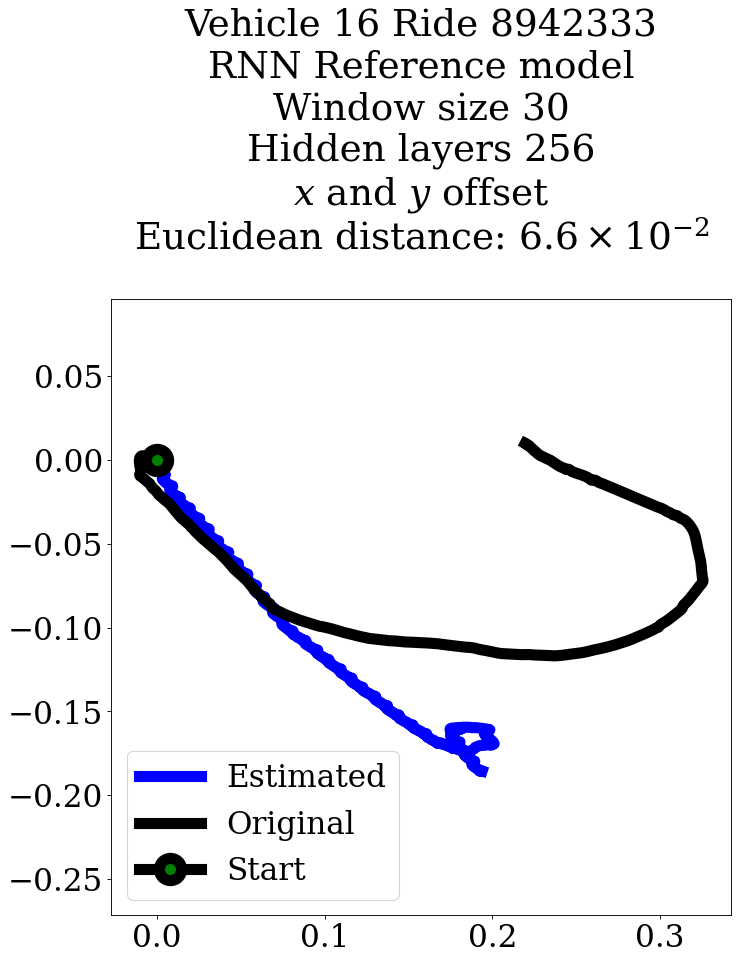 Vehicle 16 Ride 8942333
RNN Reference model
Window size 30
Hidden layers 256
x and y offset
Euclidean distance: 6.6 × 10⁻²
0.05
0.00
−0.05
−0.10
−0.15
−0.20
−0.25
Estimated
Original
Start
0.0 0.1 0.2 0.3